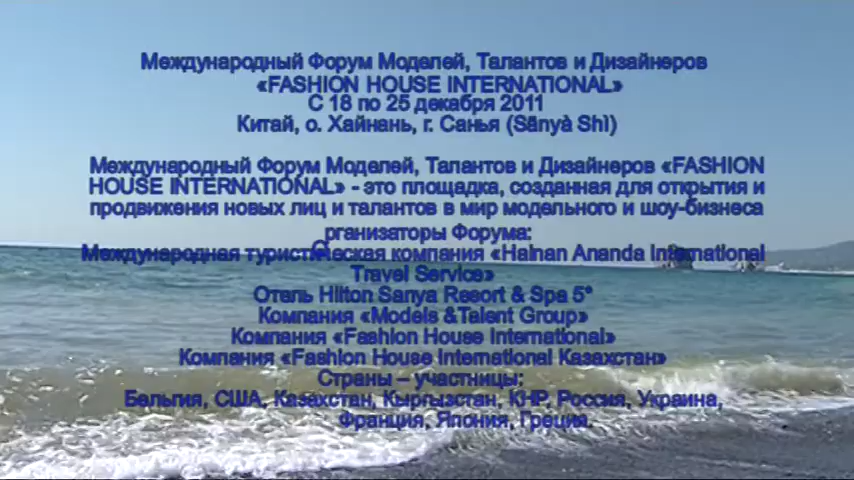 Международный Форум Моделей, Талантов и Дизайнеров
«FASHION HOUSE INTERNATIONAL»
С 18 по 25 декабря 2011
Китай, о. Хайнань, г. Санья (Sānyà Shì)
Международный Форум Моделей, Талантов и Дизайнеров «FASHION
HOUSE INTERNATIONAL» - это площадка, созданная для открытия и
продвижения новых лиц и талантов в мир модельного и шоу-бизнеса
Организаторы Форума:
Международная туристическая компания «Hainan Ananda International
Travel Service»
Отель Hilton Sanya Resort & Spa 5*
Компания «Models &Talent Group»
Компания «Fashion House International»
Компания «Fashion House International Казахстан»
Страны – участницы:
Бельгия, США, Казахстан, Кыргызстан, КНР, Россия, Украина,
Франция, Япония, Греция.